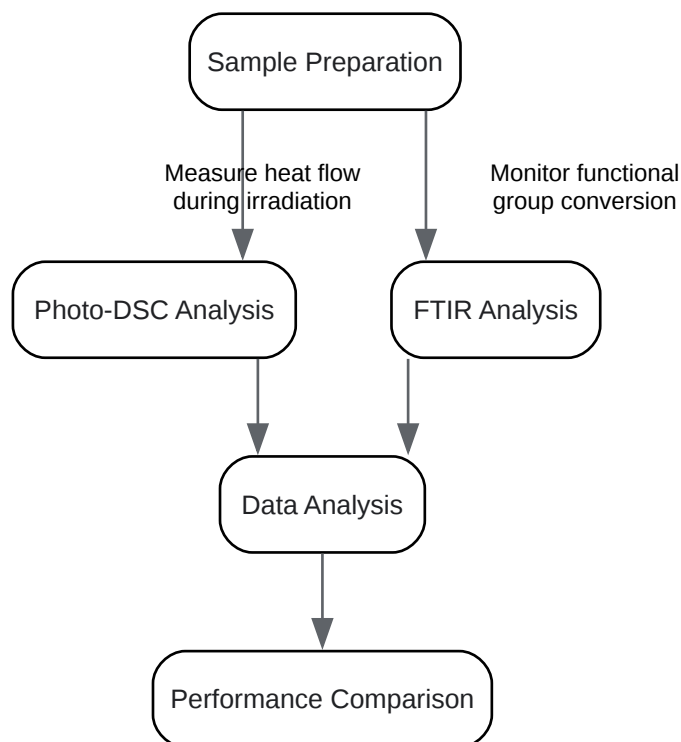 Sample Preparation
Measure heat flow
during irradiation
Monitor functional
group conversion
Photo-DSC Analysis
FTIR Analysis
Data Analysis
Performance Comparison